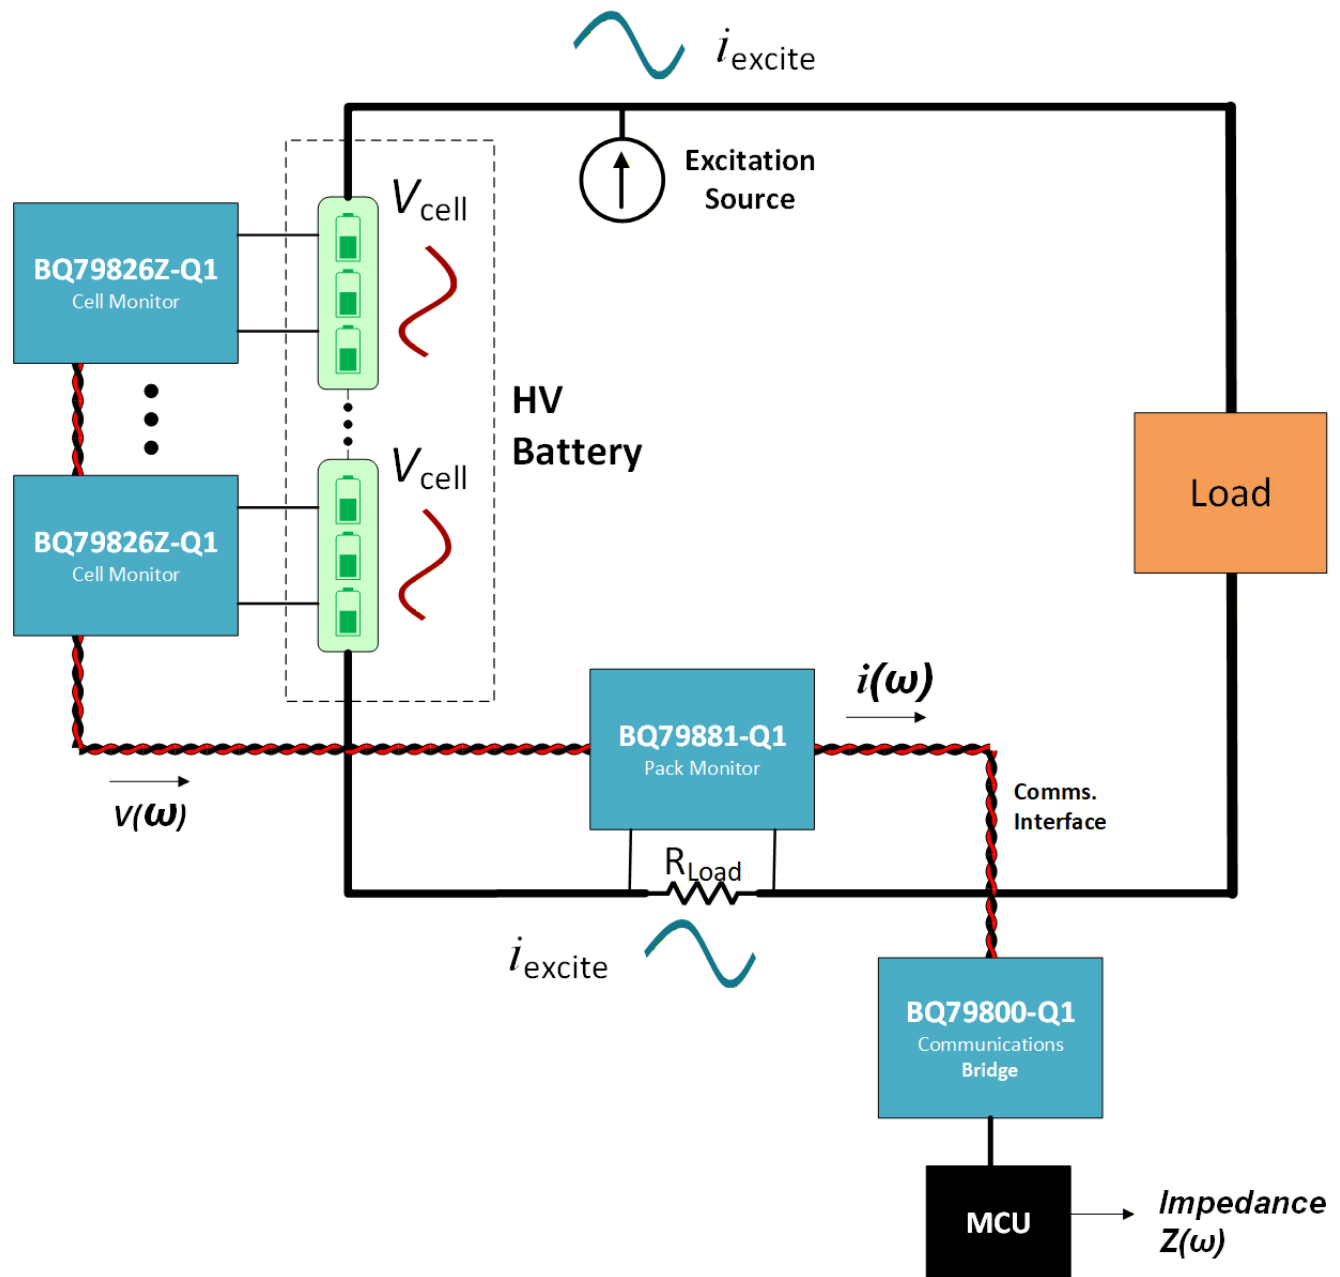 i excite
Excitation
Source
V cell
BQ79826Z-Q1
Cell Monitor
HV
Battery
V cell
BQ79826Z-Q1
Cell Monitor
Load
i(ω)
BQ79881-Q1
Pack Monitor
V(ω)
Comms.
Interface
R Load
i excite
BQ79800-Q1
Communications
Bridge
MCU
Impedance
Z(ω)